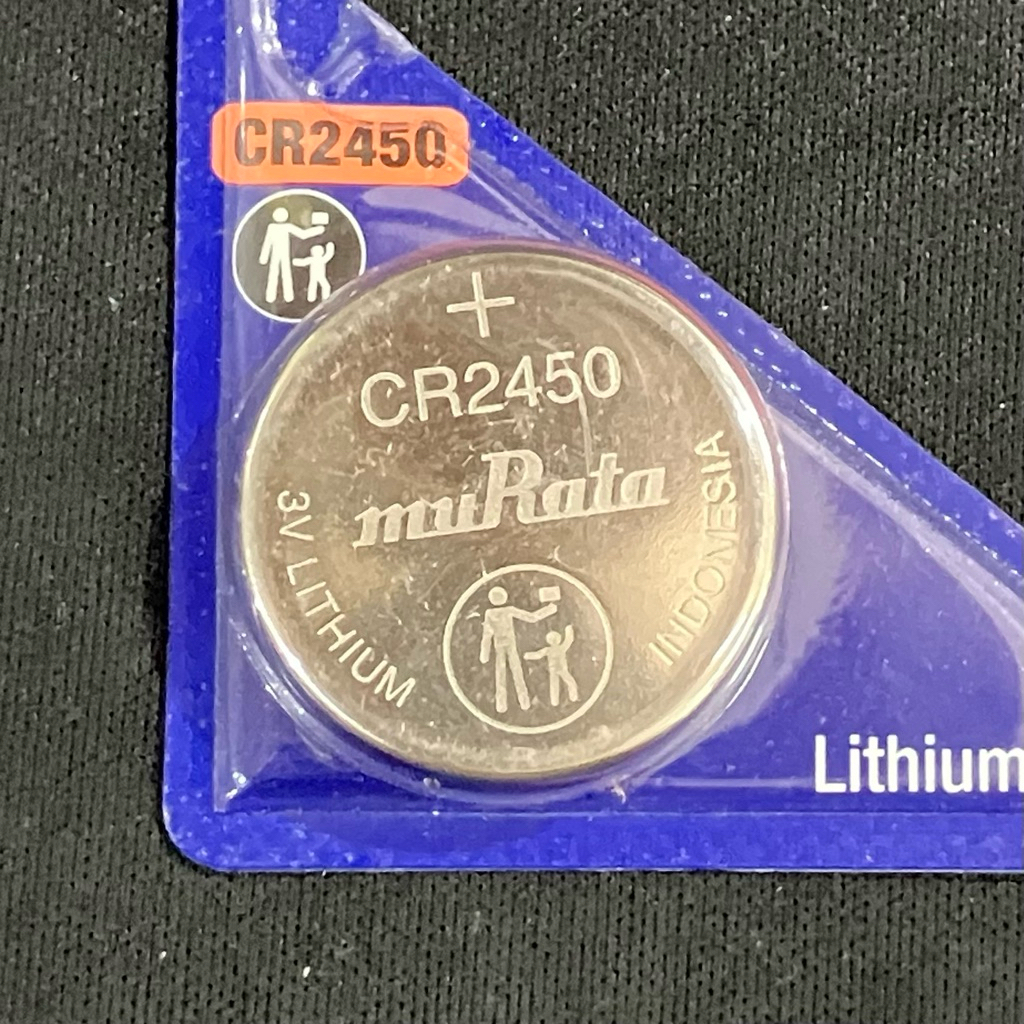 CR2450
+
CR2450
muRata
3V LITHIUM
INDONESIA
Lithium